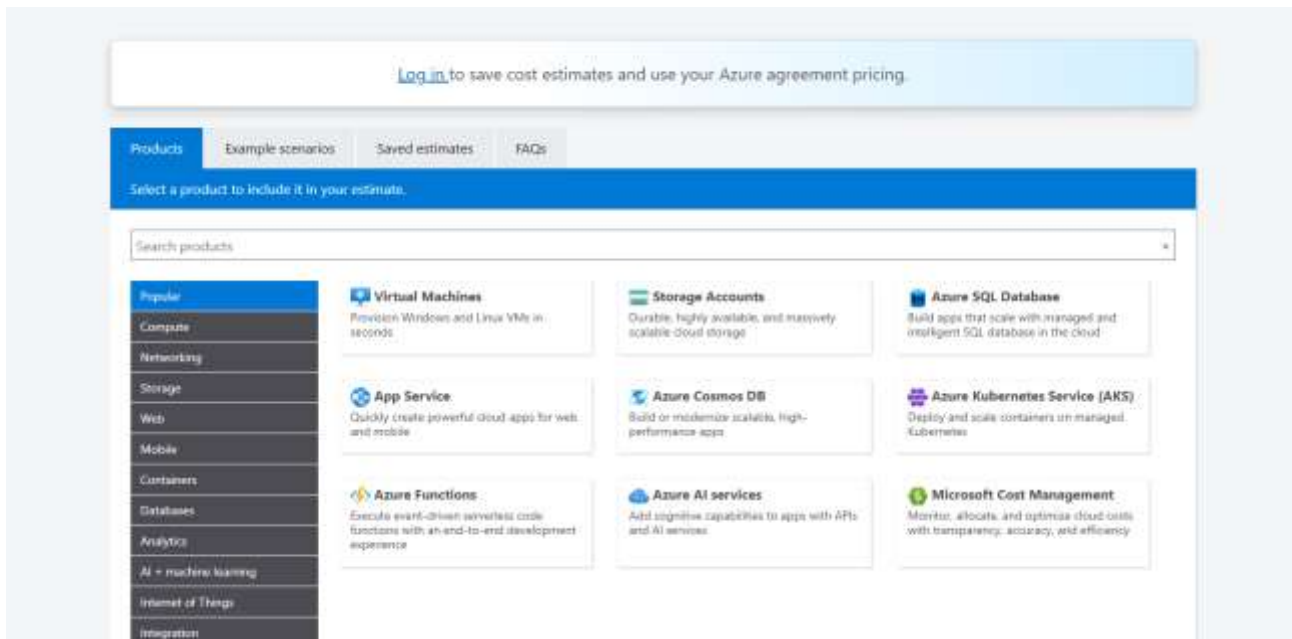 Log in to save cost estimates and use your Azure agreement pricing.
Products
Example scenarios
Saved estimates
FAQs
Select a product to include it in your estimate.
Search products
Popular
Compute
Networking
Storage
Web
Mobile
Containers
Databases
Analytics
AI + machine learning
Internet of Things
Integration
Virtual Machines
Provision Windows and Linux VMs in
seconds
Storage Accounts
Durable, highly available, and massively
scalable cloud storage
Azure SQL Database
Build apps that scale with managed and
intelligent SQL database in the cloud
App Service
Quickly create powerful cloud apps for web
and mobile
Azure Cosmos DB
Build or modernize scalable, high-
performance apps
Azure Kubernetes Service (AKS)
Deploy and scale containers on managed
Kubernetes
Azure Functions
Execute event-driven serverless code
functions with an end-to-end development
experience
Azure AI services
Add cognitive capabilities to apps with APIs
and AI services
Microsoft Cost Management
Monitor, allocate, and optimize cloud costs
with transparency, accuracy, and efficiency